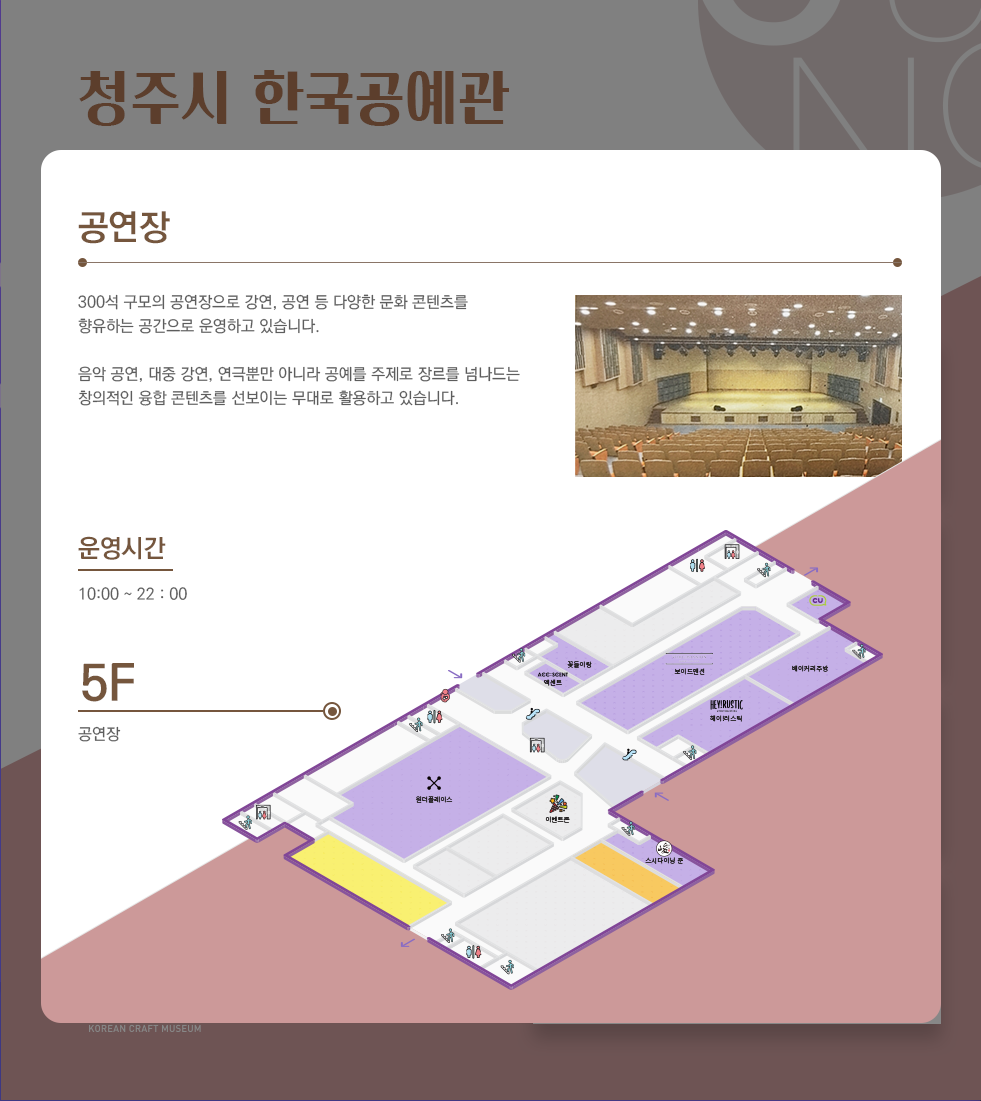 청주시 한국공예관
공연장
300석 구모의 공연장으로 강연, 공연 등 다양한 문화 콘텐츠를
향유하는 공간으로 운영하고 있습니다.
음악 공연, 대중 강연, 연극뿐만 아니라 공예를 주제로 장르를 넘나드는
창의적인 융합 콘텐츠를 선보이는 무대로 활용하고 있습니다.
운영시간
10:00 ~ 22 : 00
5F
공연장
CU
꽃들이랑
ACC:SCENT
액센트
보이드맨션
베이커리주방
HEYIRUSTIC
헤이러스틱
원더플레이스
이벤트존
스시다이닝 쿤
KOREAN CRAFT MUSEUM